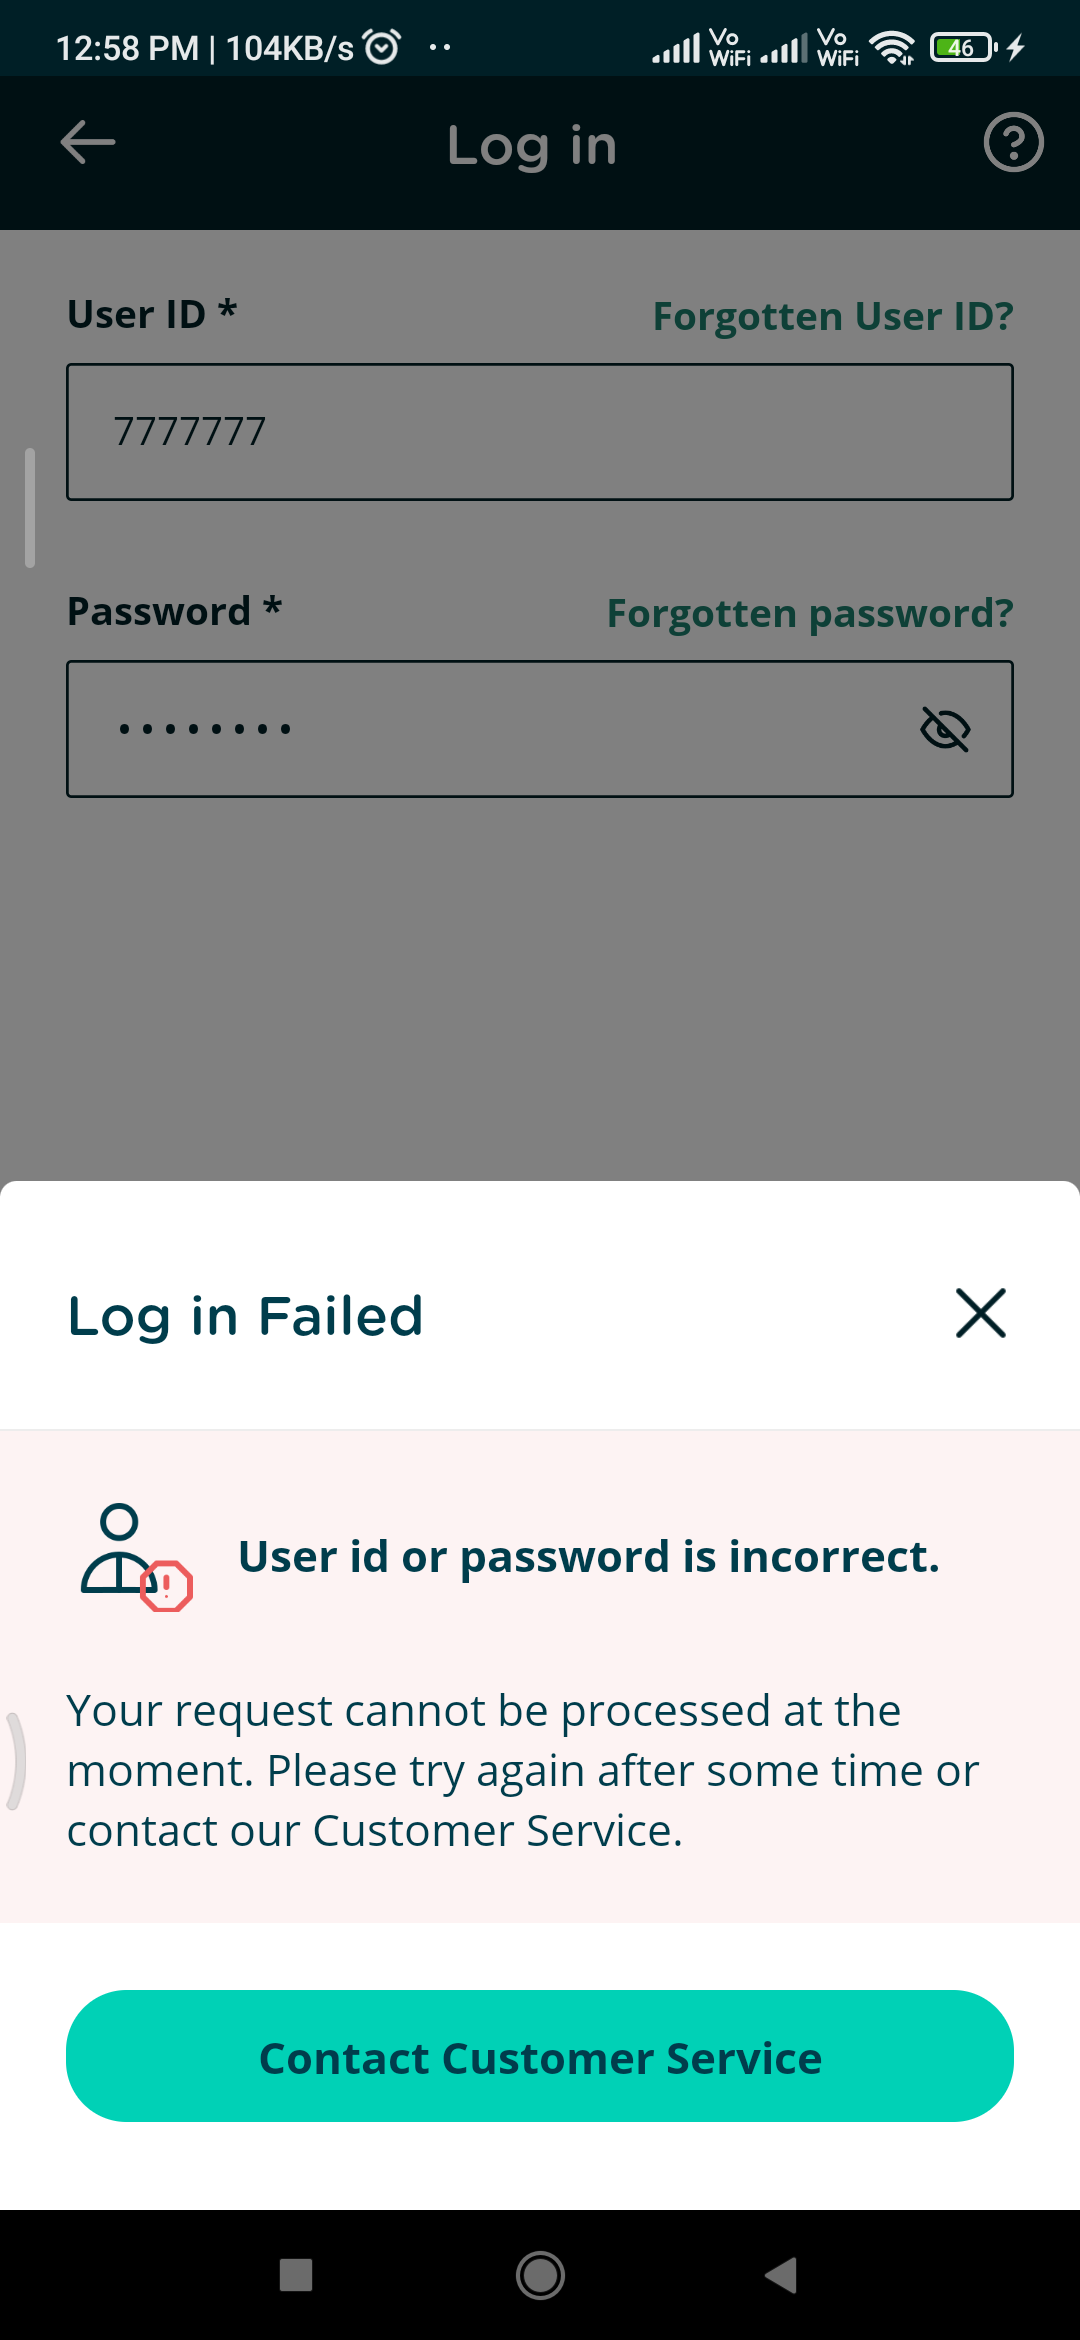 12:58 PM | 104KB/s
Vo WiFi Vo WiFi 46
Log in
User ID * Forgotten User ID?
7777777
Password * Forgotten password?
••••••••
Log in Failed
User id or password is incorrect.
Your request cannot be processed at the
moment. Please try again after some time or
contact our Customer Service.
Contact Customer Service